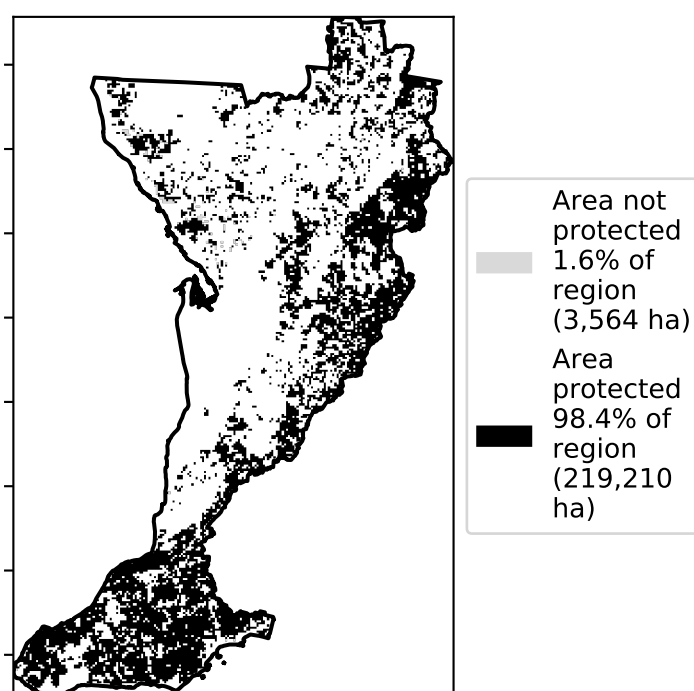 Area not
protected
1.6% of
region
(3,564 ha)
Area
protected
98.4% of
region
(219,210
ha)